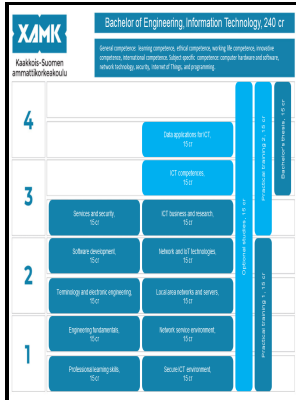 XAMK
Kaakkois-Suomen
ammattikorkeakoulu
Bachelor of Engineering, Information Technology, 240 cr
General competence: learning competence, ethical competence, working life competence, innovative
competence, international competence. Subject specific competence: computer hardware and software,
network technology, security, Internet of Things, and programming.
4
Data applications for ICT,
15 cr
ICT competences,
15 cr
3
Services and security,
15 cr
ICT business and research,
15 cr
Software development,
15 cr
Network and IoT technologies,
15 cr
2
Terminology and electronic engineering,
15 cr
Local area networks and servers,
15 cr
Engineering fundamentals,
15 cr
Network service environment,
15 cr
1
Professional learning skills,
15 cr
Secure ICT environment,
15 cr
Optional studies, 15 cr
Practical training 2, 15 cr
Practical training 1, 15 cr
Bachelor's thesis, 15 cr